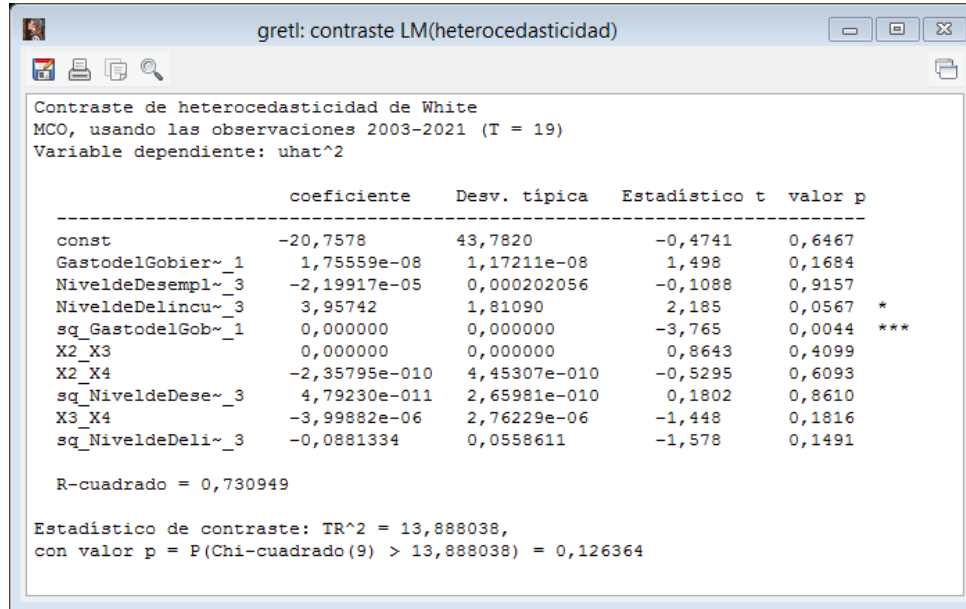 gretl: contraste LM(heterocedasticidad)
Contraste de heterocedasticidad de White
MCO, usando las observaciones 2003-2021 (T = 19)
Variable dependiente: uhat^2
coeficiente Desv. típica Estadístico t valor p
--------------------------------------------------------------------------
const -20,7578 43,7820 -0,4741 0,6467
GastodelGobier~_1 1,75559e-08 1,17211e-08 1,498 0,1684
NiveldeDesempl~_3 -2,19917e-05 0,000202056 -0,1088 0,9157
NiveldeDelincu~_3 3,95742 1,81090 2,185 0,0567 *
sq_GastodelGob~_1 0,000000 0,000000 -3,765 0,0044 ***
X2_X3 0,000000 0,000000 0,8643 0,4099
X2_X4 -2,35795e-010 4,45307e-010 -0,5295 0,6093
sq_NiveldeDese~_3 4,79230e-011 2,65981e-010 0,1802 0,8610
X3_X4 -3,99882e-06 2,76229e-06 -1,448 0,1816
sq_NiveldeDeli~_3 -0,0881334 0,0558611 -1,578 0,1491
R-cuadrado = 0,730949
Estadístico de contraste: TR^2 = 13,888038,
con valor p = P(Chi-cuadrado(9) > 13,888038) = 0,126364